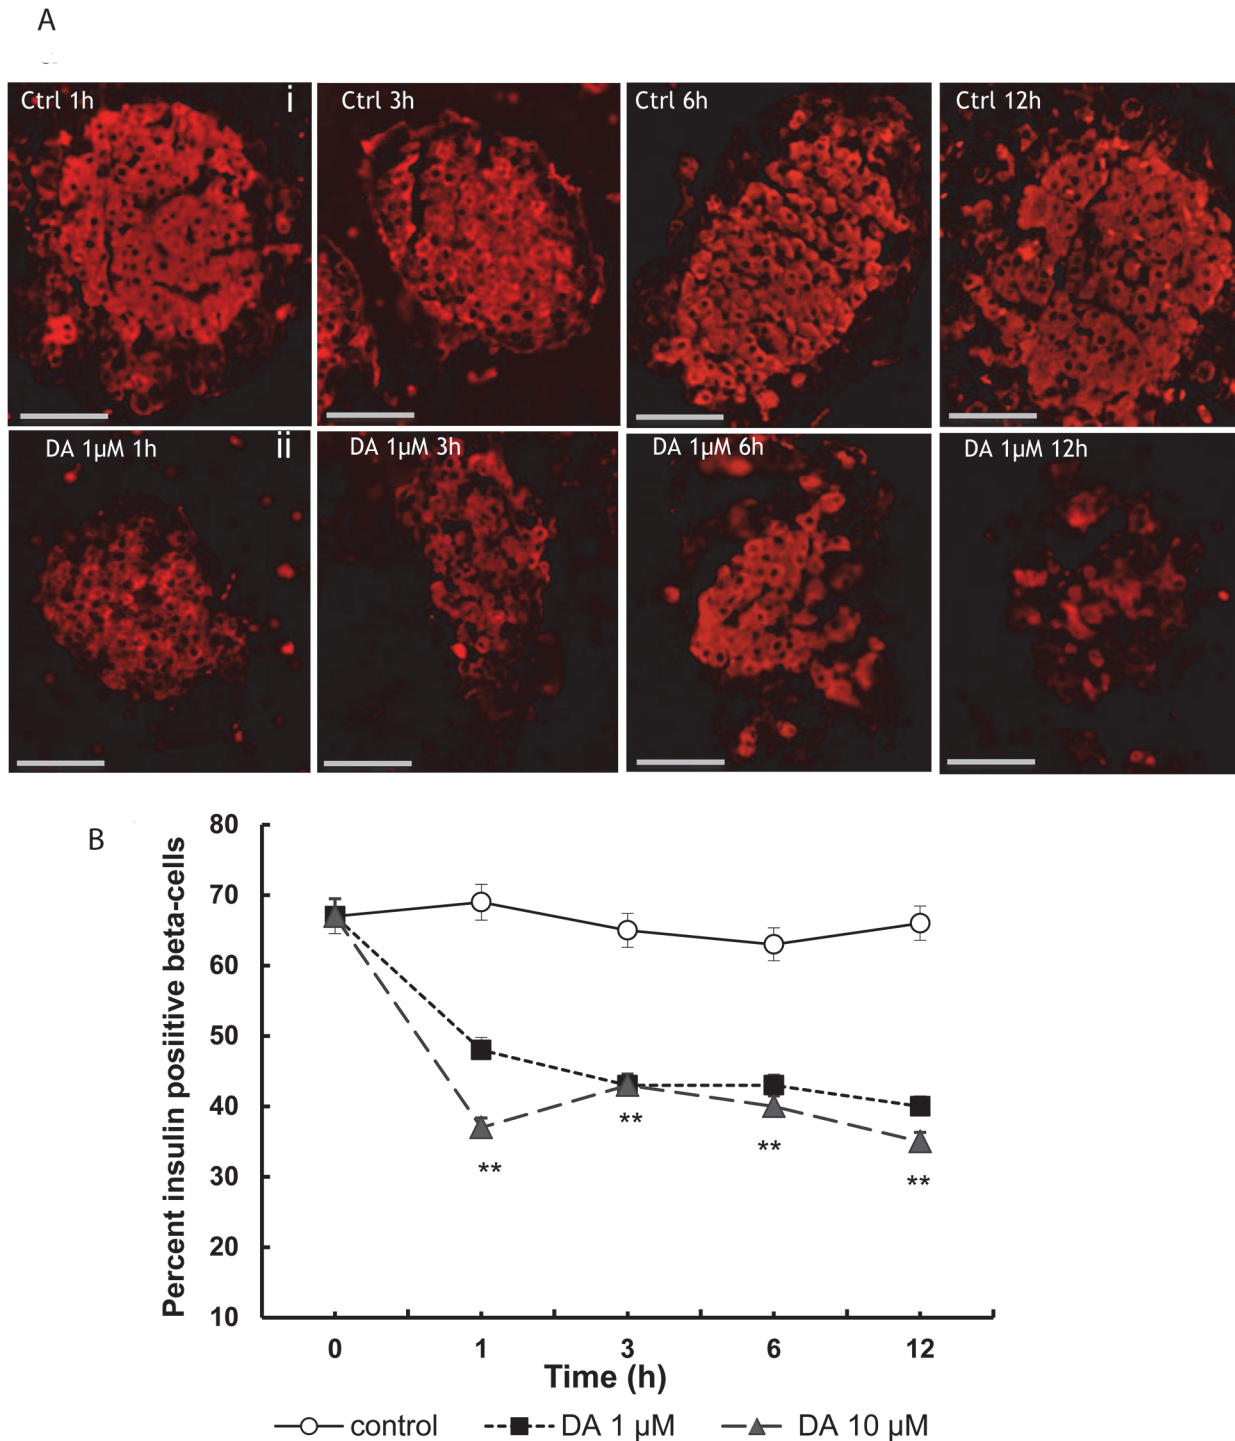 A
Ctrl 1h
i
Ctrl 3h
Ctrl 6h
Ctrl 12h
DA 1µM 1h
ii
DA 1µM 3h
DA 1µM 6h
DA 1µM 12h
B
Percent insulin posiitive beta-cells
80
70
60
50
40
30
20
10
**
**
**
**
0 1 3 6 12
Time (h)
control DA 1 µM DA 10 µM